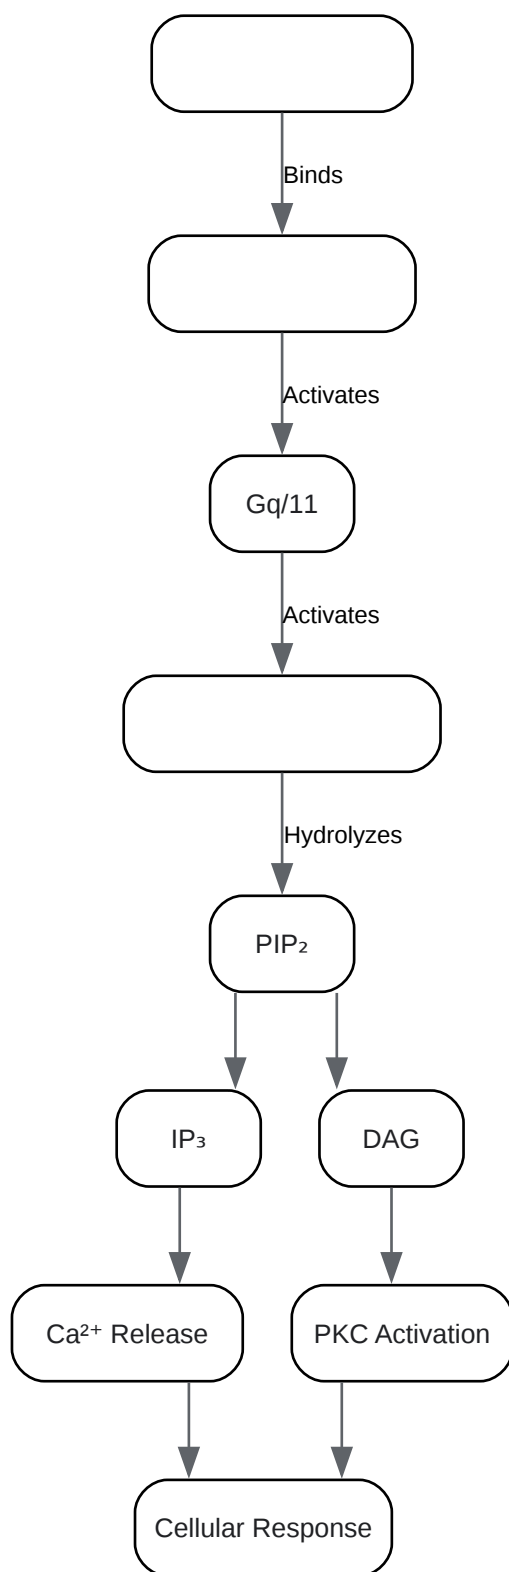 Binds
Activates
Gq/11
Activates
Hydrolyzes
PIP₂
IP₃
DAG
Ca²⁺ Release
PKC Activation
Cellular Response